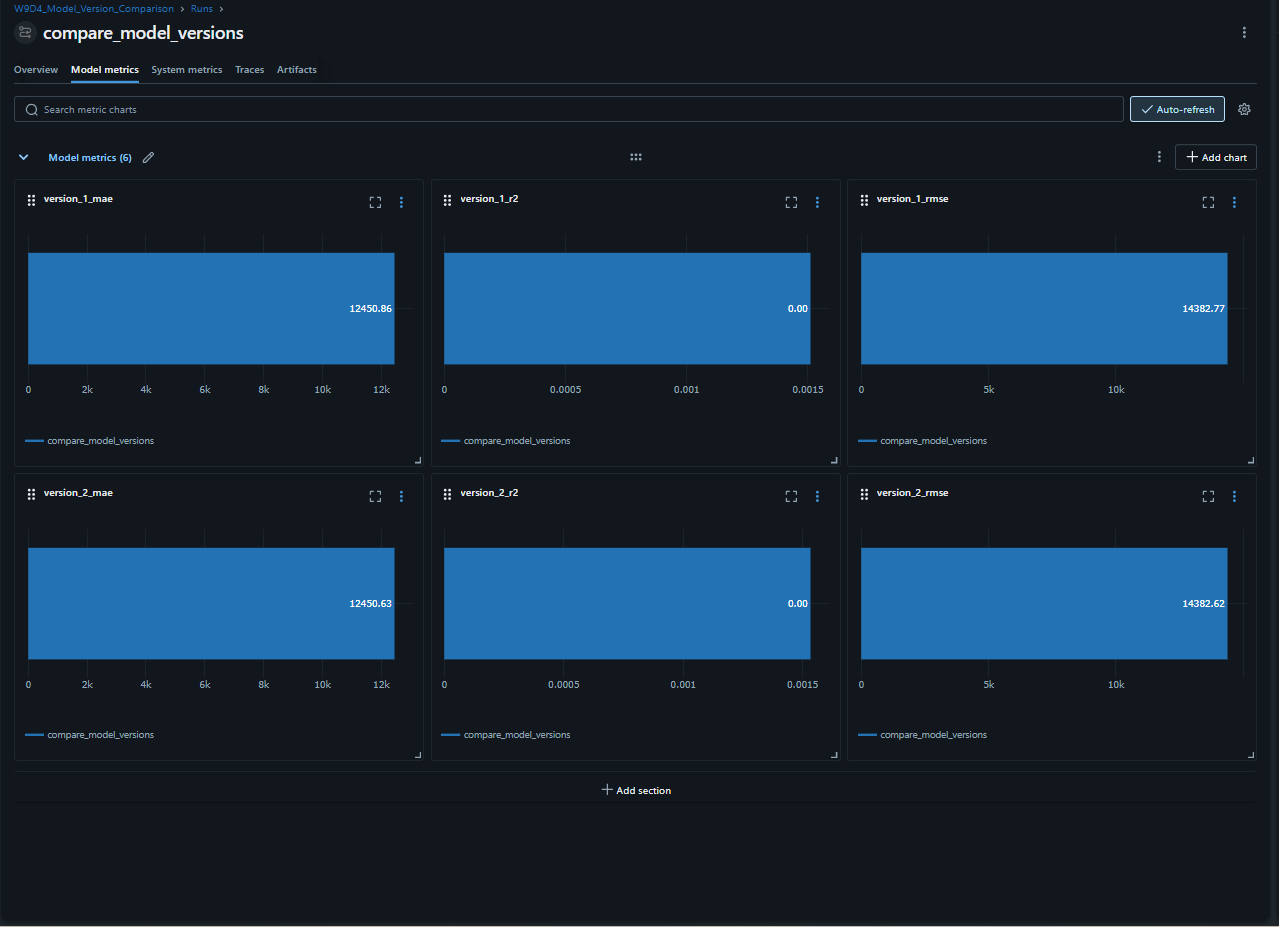 W9D4_Model_Version_Comparison > Runs >
compare_model_versions
Overview Model metrics System metrics Traces Artifacts
Search metric charts
Auto-refresh
Model metrics (6)
Add chart
version_1_mae
12450.86
0 2k 4k 6k 8k 10k 12k
compare_model_versions
version_1_r2
0.00
0 0.0005 0.001 0.0015
compare_model_versions
version_1_rmse
14382.77
0 5k 10k
compare_model_versions
version_2_mae
12450.63
0 2k 4k 6k 8k 10k 12k
compare_model_versions
version_2_r2
0.00
0 0.0005 0.001 0.0015
compare_model_versions
version_2_rmse
14382.62
0 5k 10k
compare_model_versions
Add section